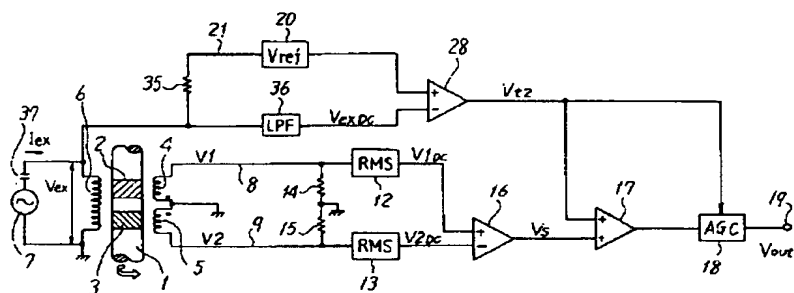 20
21
Vref
28
35
36
+
-
Vtz
37
6
LPF
VexDC
Iex
2
4
V1
RMS
V1DC
8
14
12
16
17
19
Vex
+
-
+
+
AGC
Vout
15
Vs
18
7
V2
9
RMS
V2DC
3
1
5
13